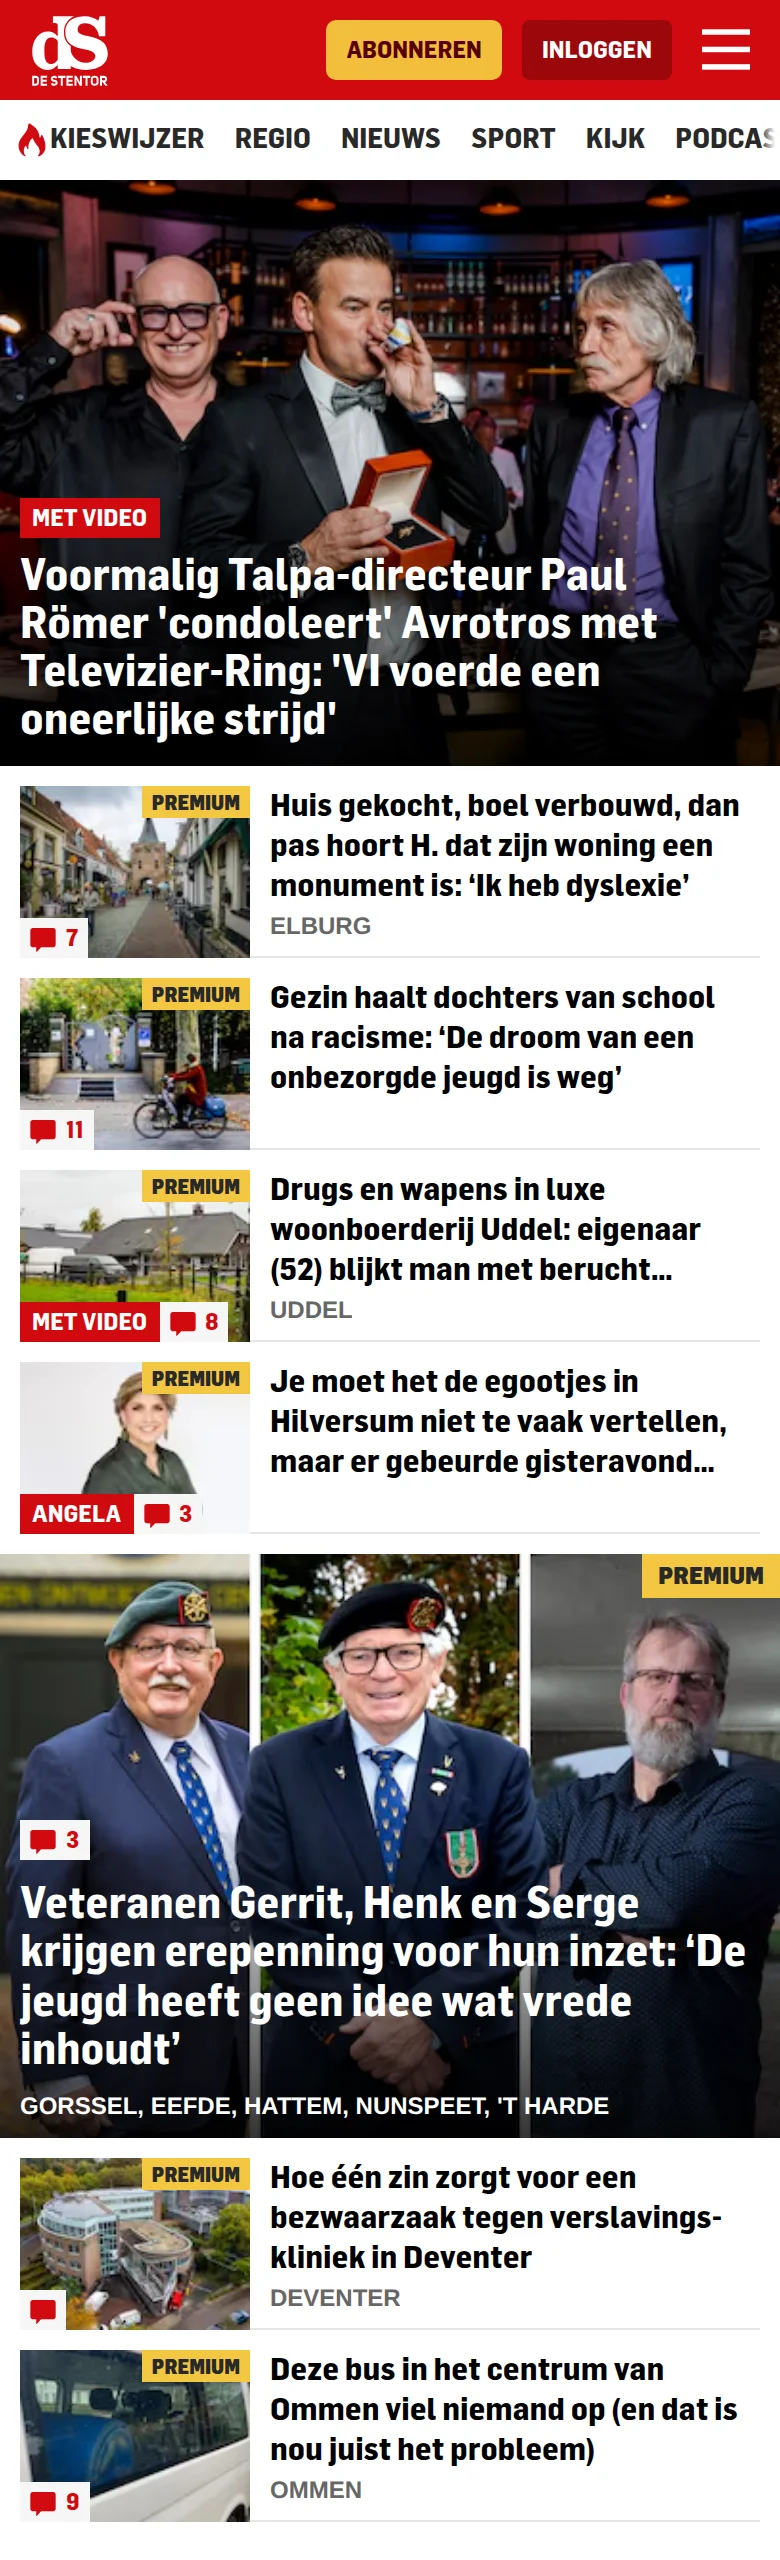 dS
DE STENTOR
ABONNEREN
INLOGGEN
KIESWIJZER REGIO NIEUWS SPORT KIJK PODCAS
MET VIDEO
Voormalig Talpa-directeur Paul
Römer 'condoleert' Avrotros met
Televizier-Ring: 'VI voerde een
oneerlijke strijd'
PREMIUM
7
Huis gekocht, boel verbouwd, dan
pas hoort H. dat zijn woning een
monument is: ‘Ik heb dyslexie’
ELBURG
PREMIUM
11
Gezin haalt dochters van school
na racisme: ‘De droom van een
onbezorgde jeugd is weg’
PREMIUM
MET VIDEO 8
Drugs en wapens in luxe
woonboerderij Uddel: eigenaar
(52) blijkt man met berucht...
UDDEL
PREMIUM
ANGELA 3
Je moet het de egootjes in
Hilversum niet te vaak vertellen,
maar er gebeurde gisteravond...
PREMIUM
3
Veteranen Gerrit, Henk en Serge
krijgen erepenning voor hun inzet: ‘De
jeugd heeft geen idee wat vrede
inhoudt’
GORSSEL, EEFDE, HATTEM, NUNSPEET, 'T HARDE
PREMIUM
Hoe één zin zorgt voor een
bezwaarzaak tegen verslavings-
kliniek in Deventer
DEVENTER
PREMIUM
9
Deze bus in het centrum van
Ommen viel niemand op (en dat is
nou juist het probleem)
OMMEN